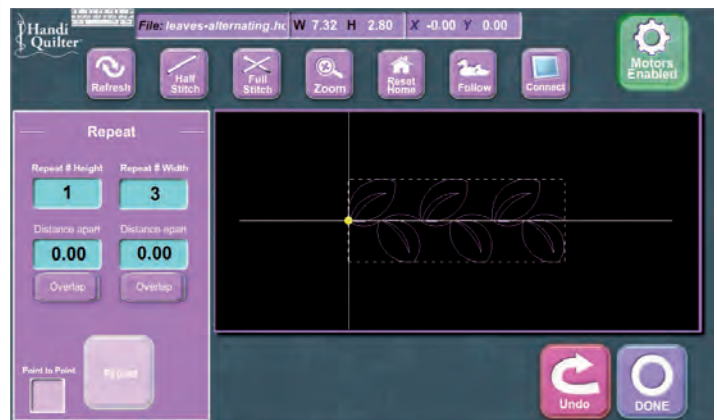 Handi Quilter
File: leaves-alternating.hc W 7.32 H 2.80 X -0.00 Y 0.00
Refresh
Half Stitch
Full Stitch
Zoom
Reset Home
Follow
Connect
Motors Enabled
Repeat
Repeat # Height Repeat # Width
1 3
Distance apart Distance apart
0.00 0.00
Overlap Overlap
Point to Point
Repeat
Undo
DONE